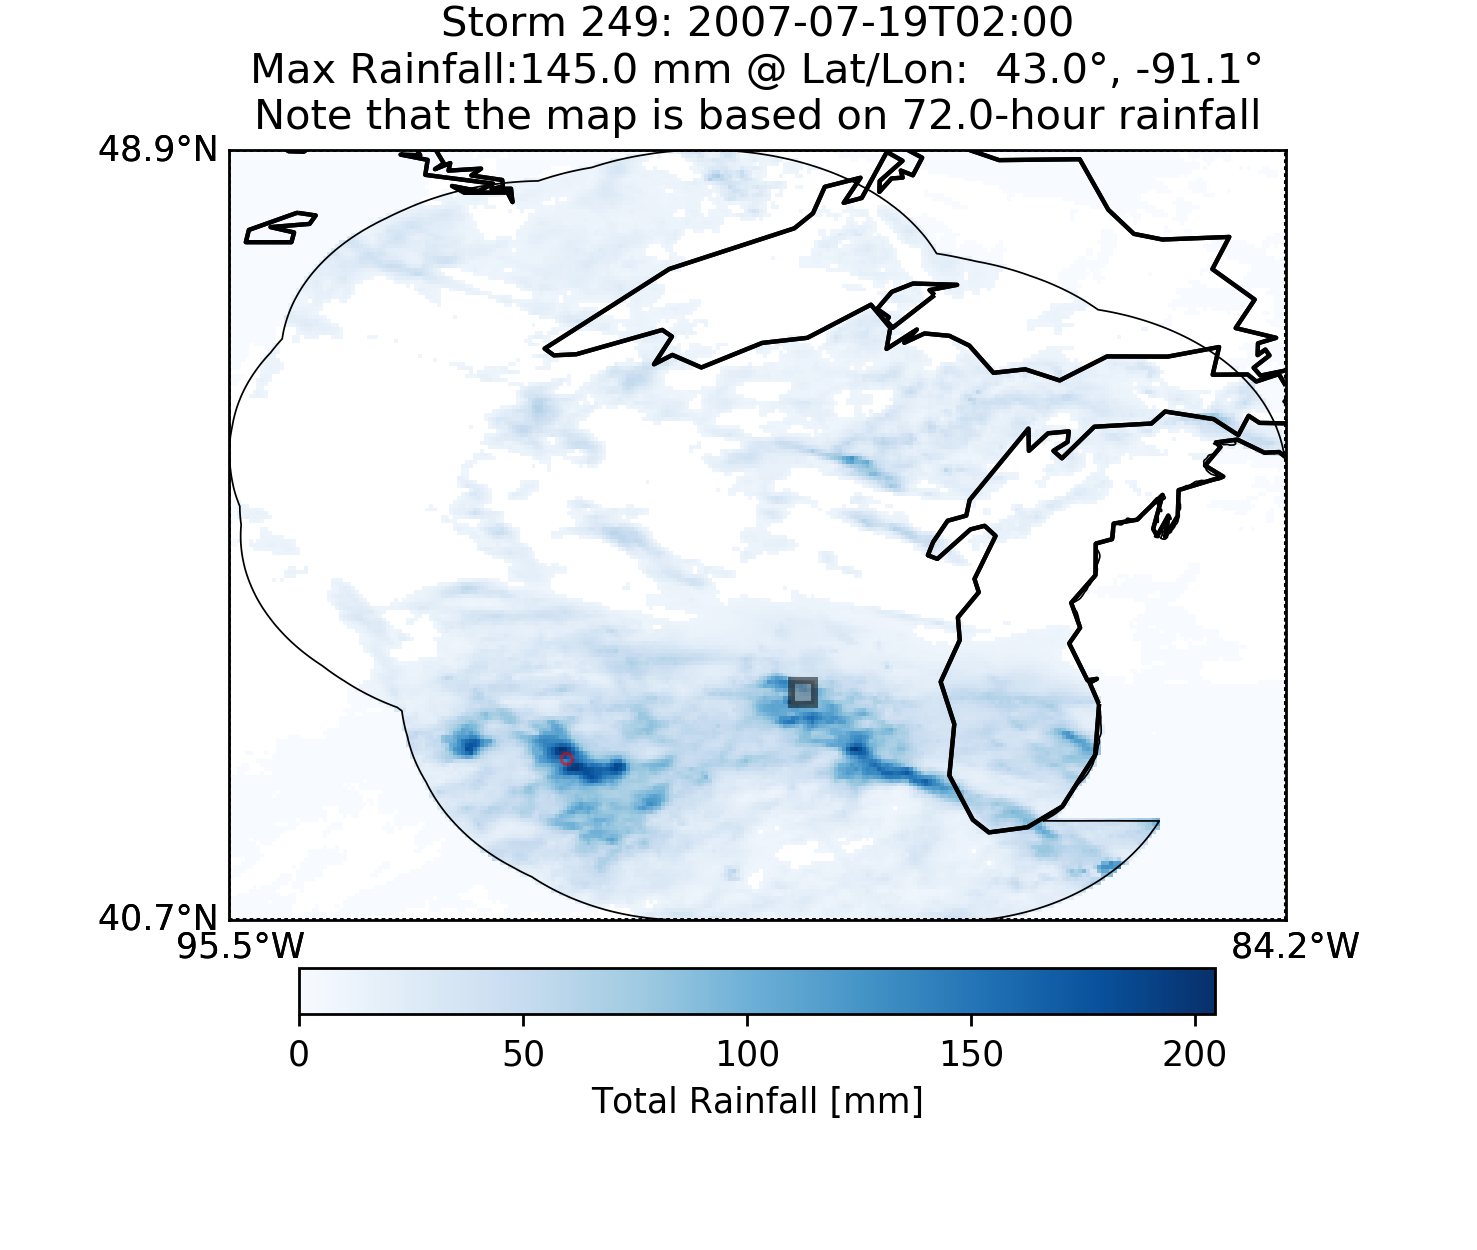 Storm 249: 2007-07-19T02:00
Max Rainfall:145.0 mm @ Lat/Lon:  43.0°, -91.1°
Note that the map is based on 72.0-hour rainfall
48.9°N
40.7°N
95.5°W 84.2°W
0 50 100 150 200
Total Rainfall [mm]